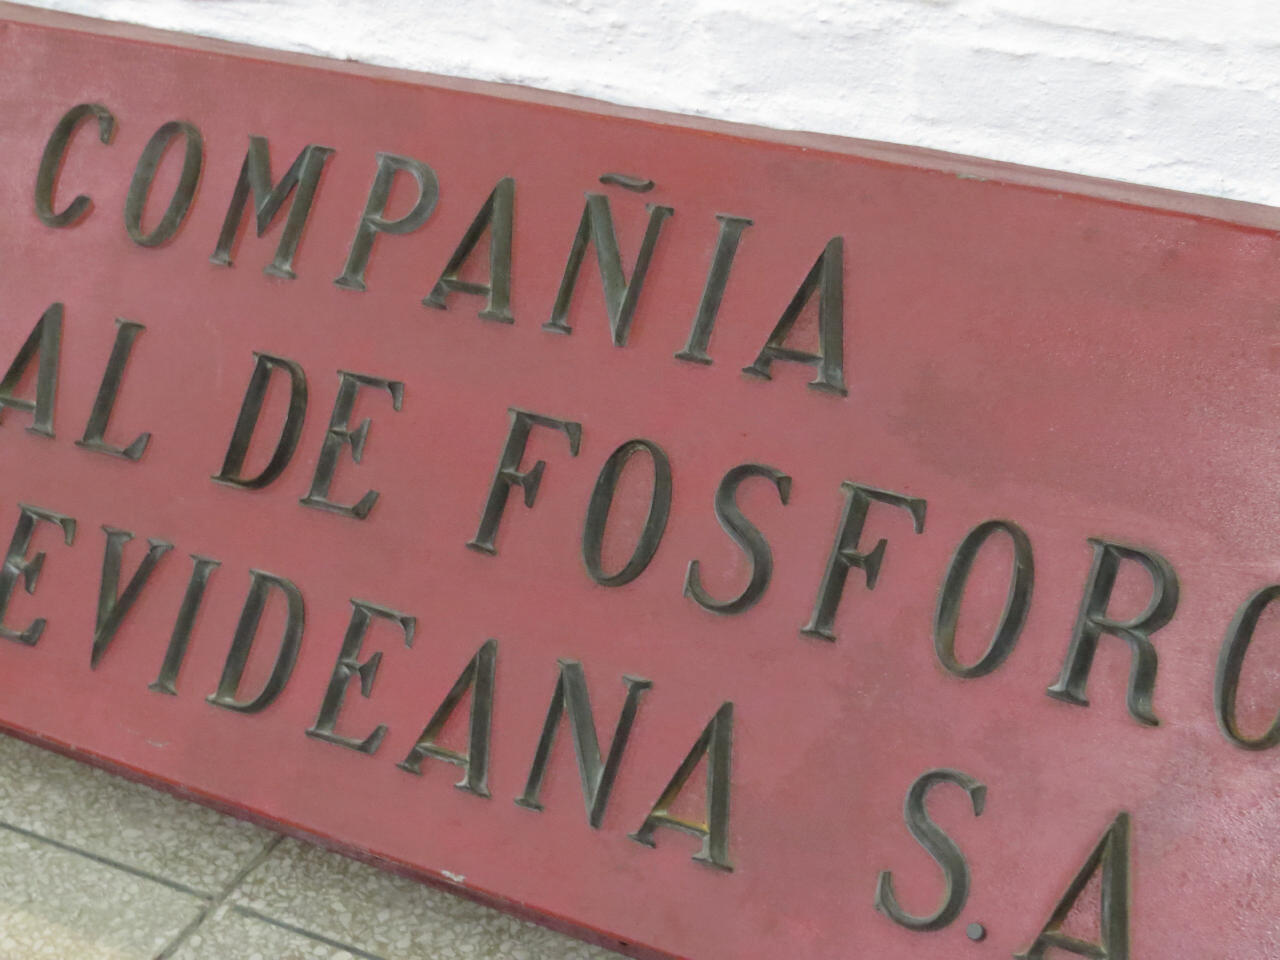 COMPAÑIA
AL DE FOSFORO
EVIDEANA S.A